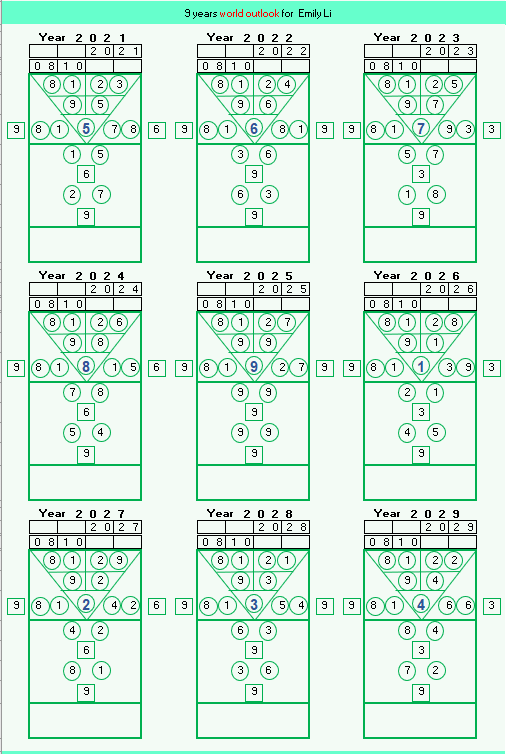 9 years world outlook for Emily Li
Year 2 0 2 1
2 0 2 1
0 8 1 0
8 1 2 3
9 5
9 8 1 5 7 8 6
1 5
6
2 7
9
Year 2 0 2 2
2 0 2 2
0 8 1 0
8 1 2 4
9 6
9 8 1 6 8 1 9
3 6
9
6 3
9
Year 2 0 2 3
2 0 2 3
0 8 1 0
8 1 2 5
9 7
9 8 1 7 9 3 3
5 7
3
1 8
9
Year 2 0 2 4
2 0 2 4
0 8 1 0
8 1 2 6
9 8
9 8 1 8 1 5 6
7 8
6
5 4
9
Year 2 0 2 5
2 0 2 5
0 8 1 0
8 1 2 7
9 9
9 8 1 9 2 7 9
9 9
9
9 9
9
Year 2 0 2 6
2 0 2 6
0 8 1 0
8 1 2 8
9 1
9 8 1 1 3 9 3
2 1
3
4 5
9
Year 2 0 2 7
2 0 2 7
0 8 1 0
8 1 2 9
9 2
9 8 1 2 4 2 6
4 2
6
8 1
9
Year 2 0 2 8
2 0 2 8
0 8 1 0
8 1 2 1
9 3
9 8 1 3 5 4 9
6 3
9
3 6
9
Year 2 0 2 9
2 0 2 9
0 8 1 0
8 1 2 2
9 4
9 8 1 4 6 6 3
8 4
3
7 2
9